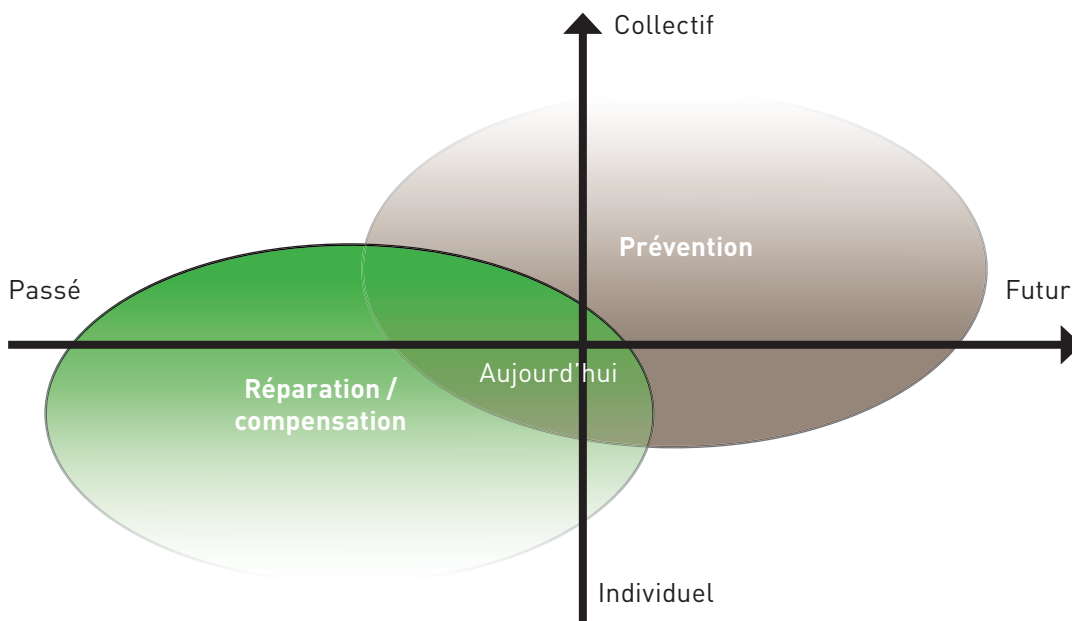 Collectif
Prévention
Passé
Futur
Aujourd'hui
Réparation /
compensation
Individuel